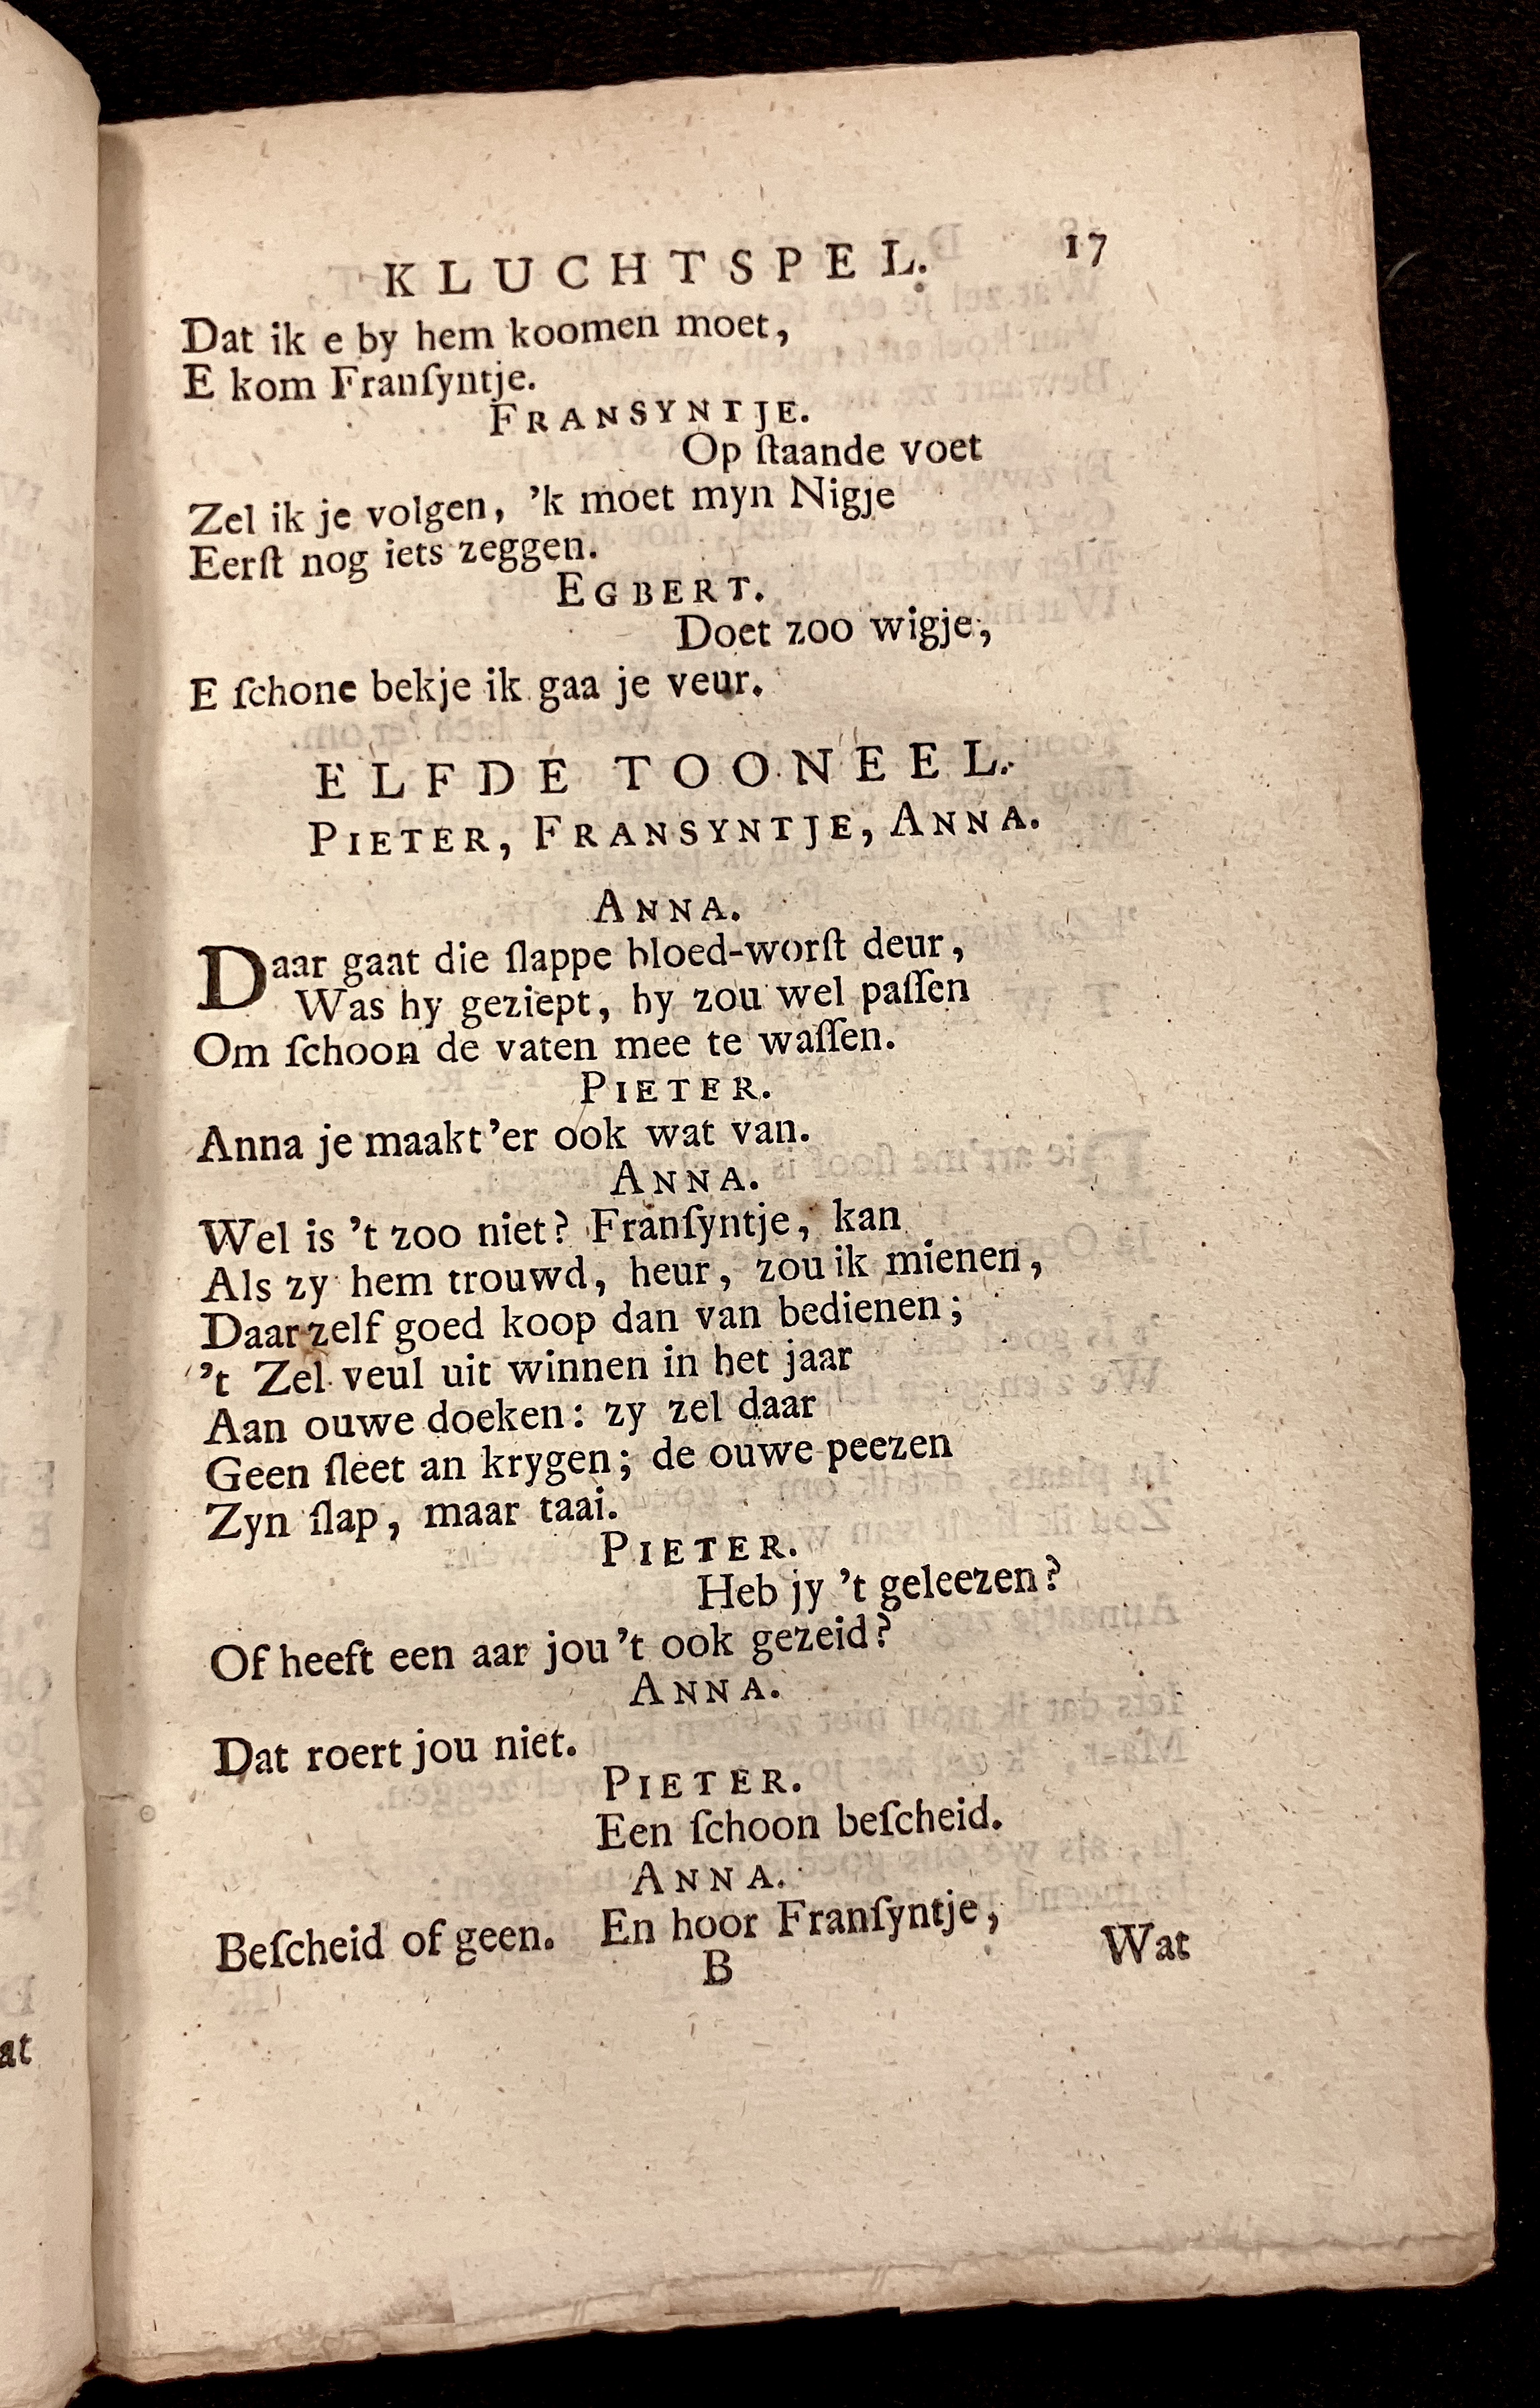 KLUCHTSPEL. 17
Dat ik e by hem koomen moet,
E kom Franſyntje.
FRANSYNTJE.
Op ſtaande voet
Zel ik je volgen, 'k moet myn Nigje
Eerſt nog iets zeggen.
EGBERT.
Doet zoo wigje,
E ſchone bekje ik gaa je veur.
ELFDE TOONEEL.
PIETER, FRANSYNTJE, ANNA.
ANNA.
Daar gaat die ſlappe bloed-worſt deur,
Was hy geziept, hy zou wel paſſen
Om ſchoon de vaten mee te waſſen.
PIETER.
Anna je maakt 'er ook wat van.
ANNA.
Wel is 't zoo niet? Franſyntje, kan
Als zy hem trouwd, heur, zou ik mienen,
Daar zelf goed koop dan van bedienen;
't Zel veul uit winnen in het jaar
Aan ouwe doeken: zy zel daar
Geen ſleet an krygen; de ouwe peezen
Zyn ſlap, maar taai.
PIETER.
Heb jy 't geleezen?
Of heeft een aar jou 't ook gezeid?
ANNA.
Dat roert jou niet.
PIETER.
Een ſchoon beſcheid.
ANNA.
Beſcheid of geen. En hoor Franſyntje,
B Wat